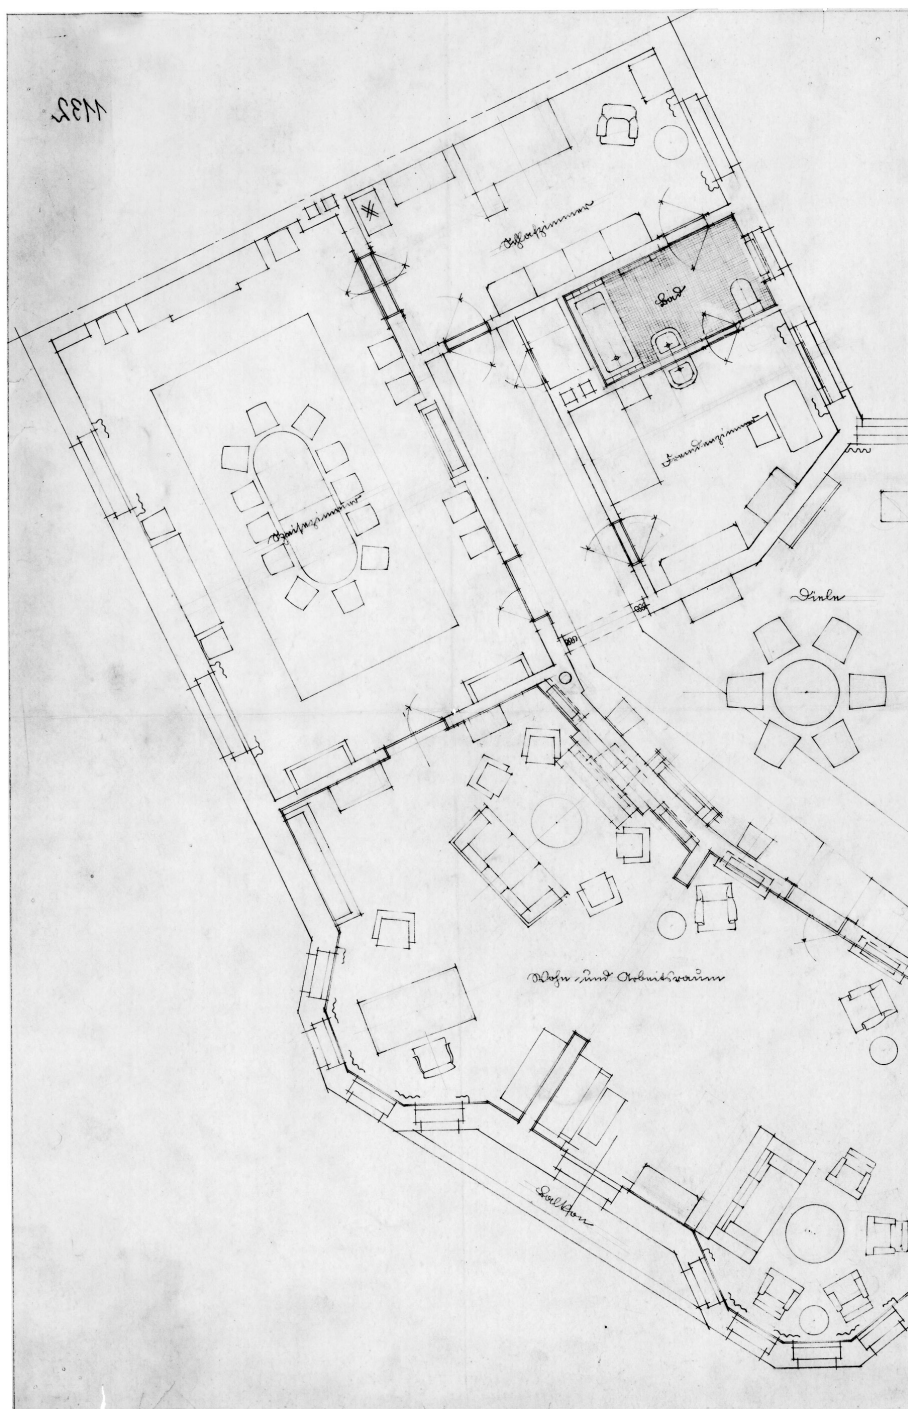 1132
Schlafzimmer
Bad
Fremdenzimmer
Speisezimmer
Diele
Wohn- und Arbeitsraum
Balkon